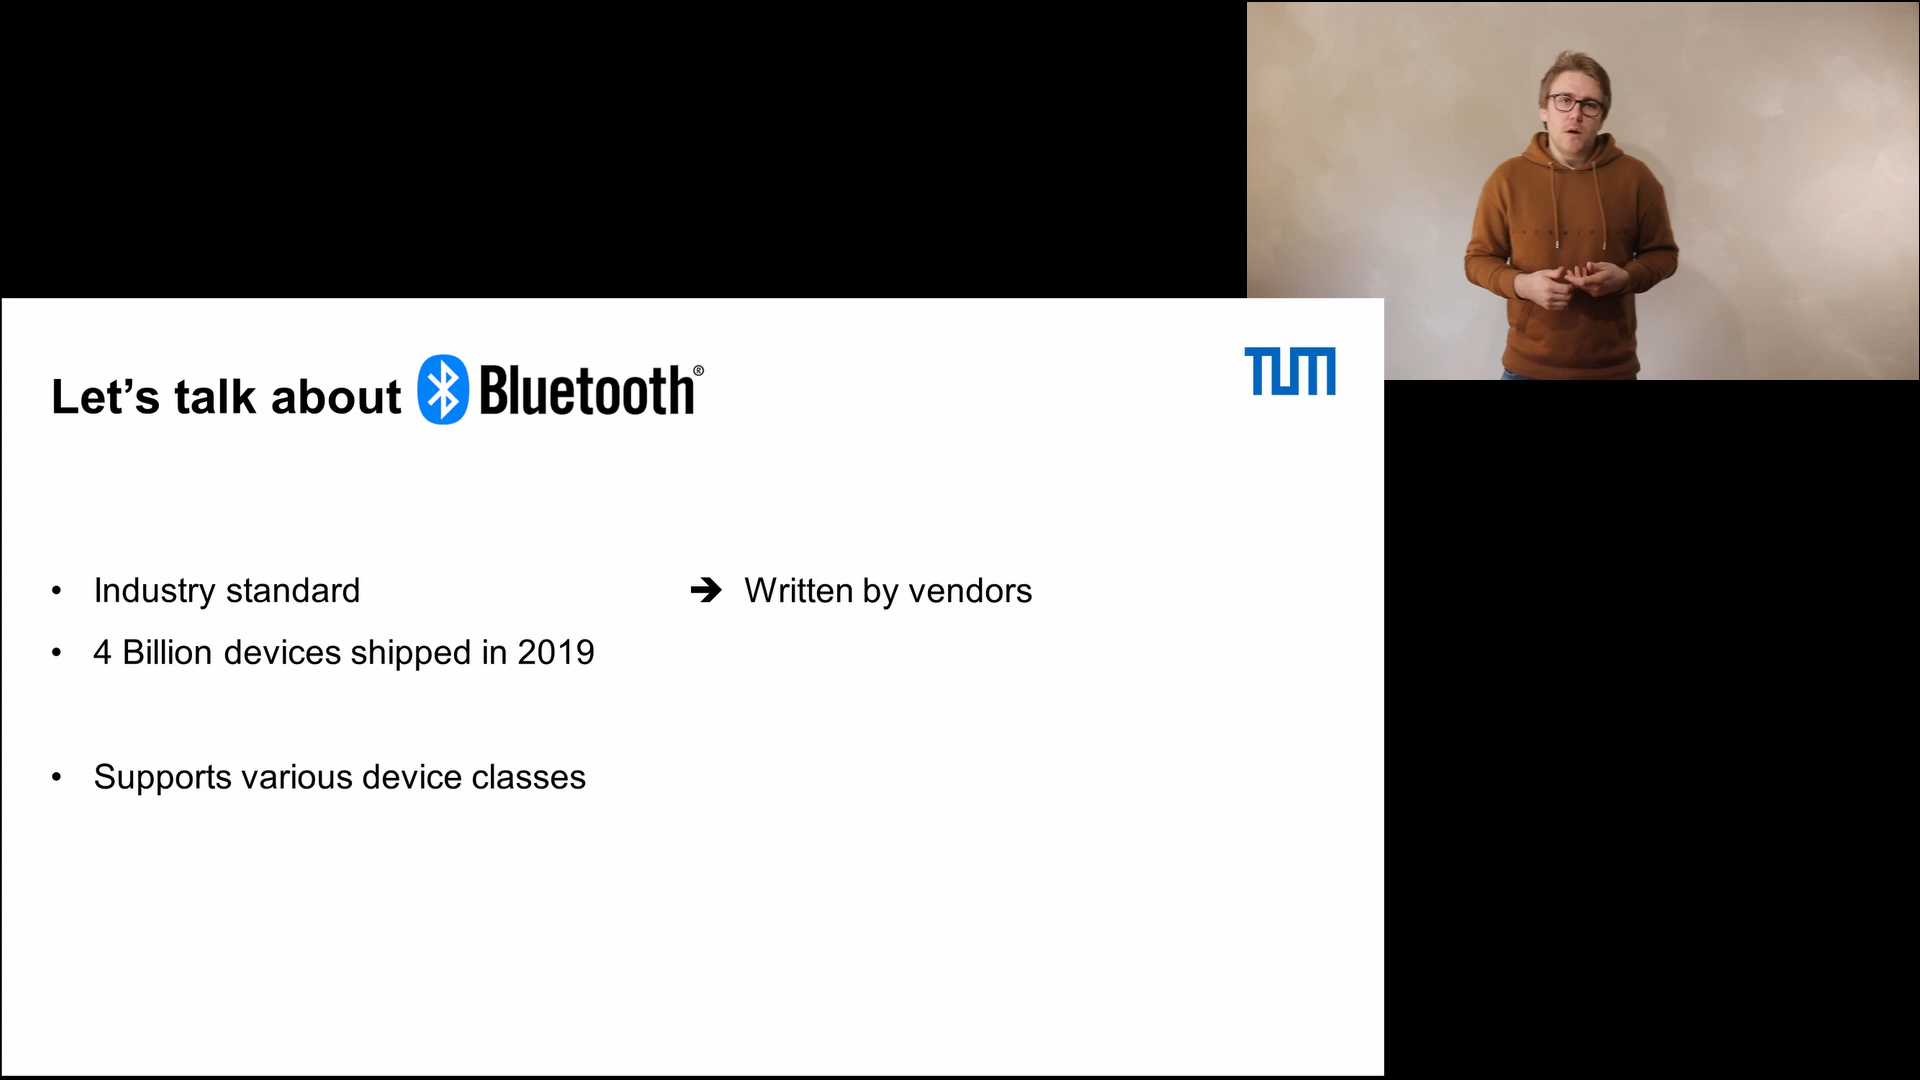 Let’s talk about Bluetooth®
TUM
• Industry standard ➔ Written by vendors
• 4 Billion devices shipped in 2019
• Supports various device classes